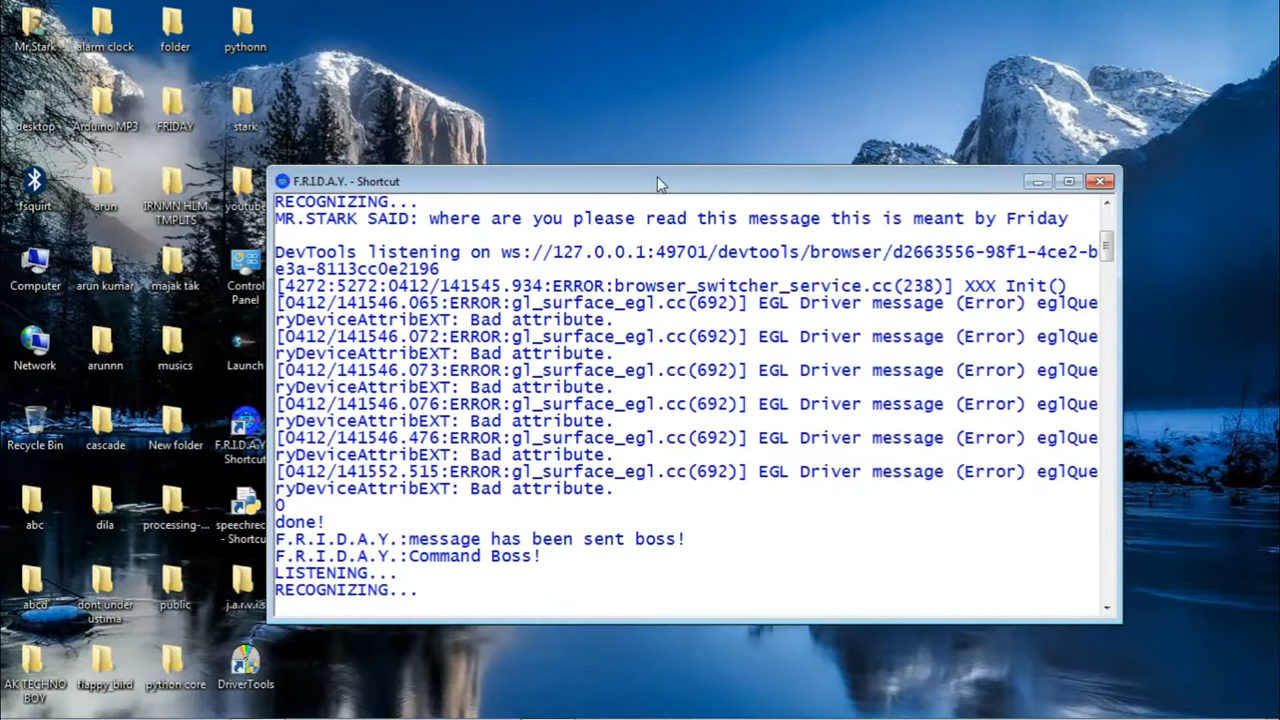 Mr.Stark
alarm clock
folder
pythonn
desktop
Arduino MP3
FRIDAY
stark
fsquirt
arun
IRNMN HLM
TMPLTS
youtube
Computer
arun kumar
majak tak
Control
Panel
Network
arunnn
musics
Launch
Recycle Bin
cascade
New folder
F.R.I.D.A.Y
Shortcut
abc
dila
processing-...
speechrec
- Shortcut
abcd
dont under
ustima
public
j.a.r.v.i.s
AK TECHNO
BOY
flappy_bird
python core
DriverTools
F.R.I.D.A.Y. - Shortcut
RECOGNIZING...
MR.STARK SAID: where are you please read this message this is meant by Friday
DevTools listening on ws://127.0.0.1:49701/devtools/browser/d2663556-98f1-4ce2-b
e3a-8113cc0e2196
[4272:5272:0412/141545.934:ERROR:browser_switcher_service.cc(238)] XXX Init()
[0412/141546.065:ERROR:gl_surface_egl.cc(692)] EGL Driver message (Error) eglQue
ryDeviceAttribEXT: Bad attribute.
[0412/141546.072:ERROR:gl_surface_egl.cc(692)] EGL Driver message (Error) eglQue
ryDeviceAttribEXT: Bad attribute.
[0412/141546.073:ERROR:gl_surface_egl.cc(692)] EGL Driver message (Error) eglQue
ryDeviceAttribEXT: Bad attribute.
[0412/141546.076:ERROR:gl_surface_egl.cc(692)] EGL Driver message (Error) eglQue
ryDeviceAttribEXT: Bad attribute.
[0412/141546.476:ERROR:gl_surface_egl.cc(692)] EGL Driver message (Error) eglQue
ryDeviceAttribEXT: Bad attribute.
[0412/141552.515:ERROR:gl_surface_egl.cc(692)] EGL Driver message (Error) eglQue
ryDeviceAttribEXT: Bad attribute.
0
done!
F.R.I.D.A.Y.:message has been sent boss!
F.R.I.D.A.Y.:Command Boss!
LISTENING...
RECOGNIZING...